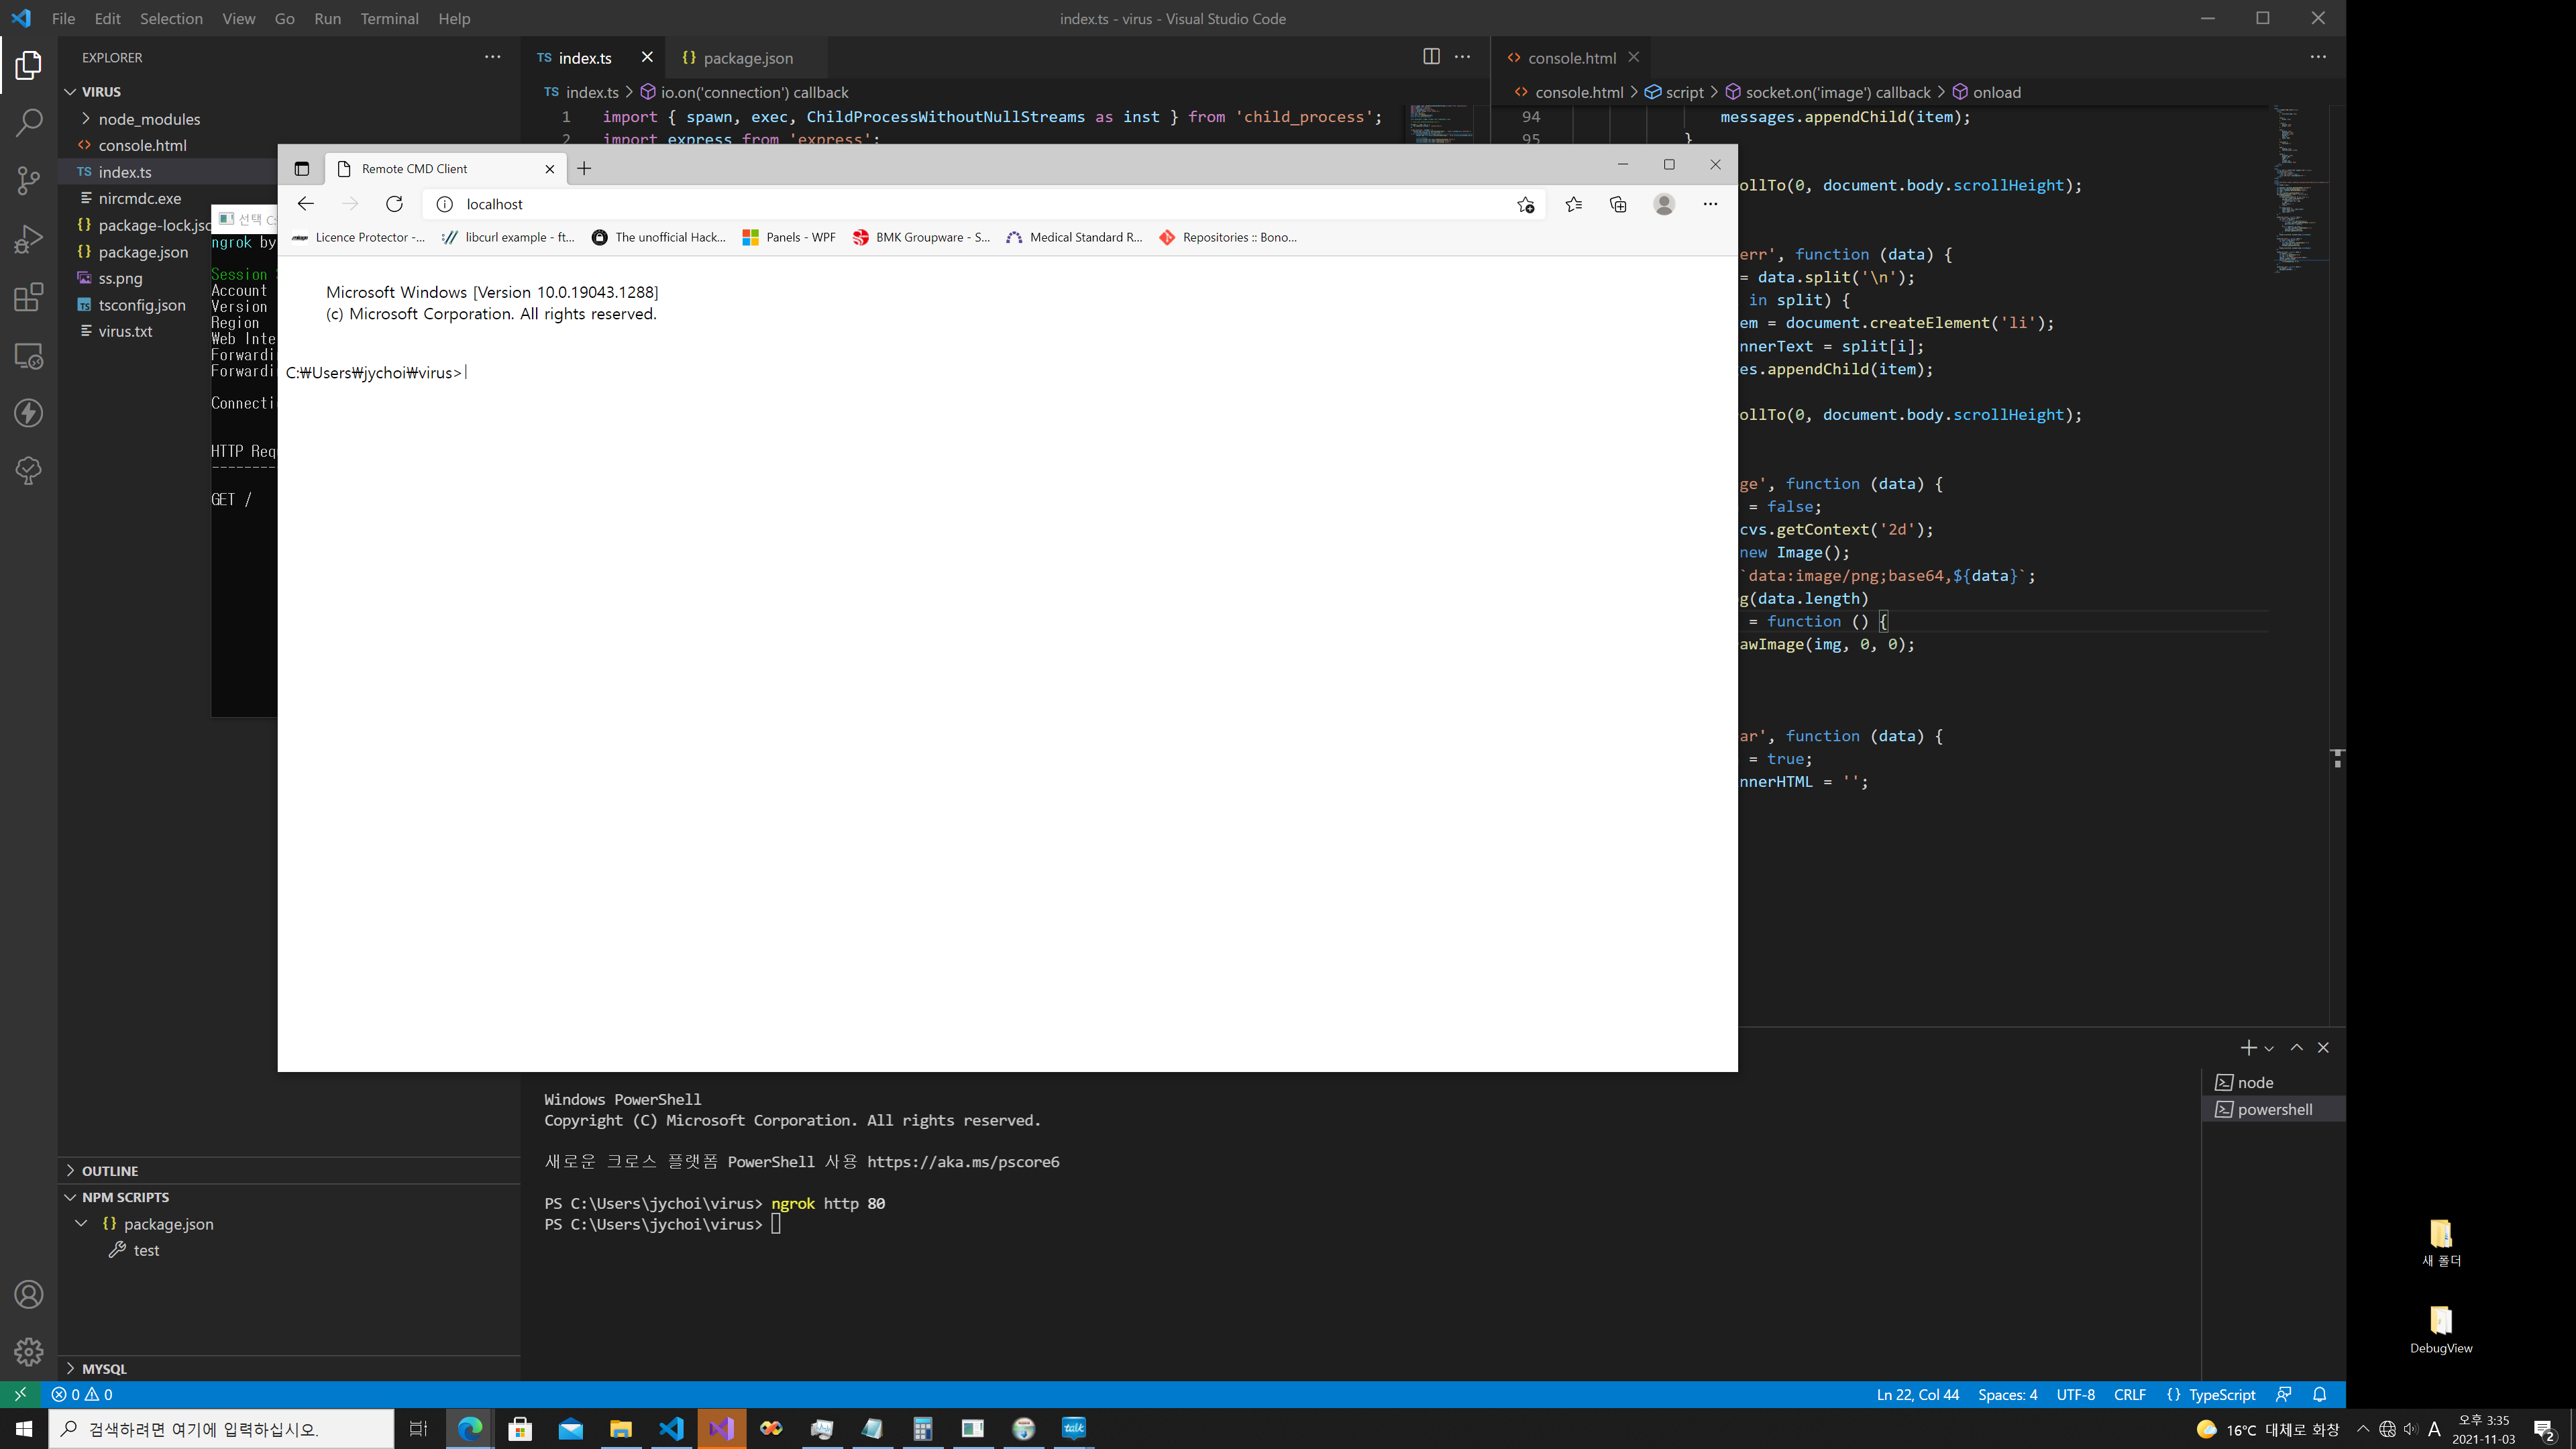 File Edit Selection View Go Run Terminal Help
index.ts - virus - Visual Studio Code
EXPLORER
VIRUS
node_modules
console.html
index.ts
nircmdc.exe
package-lock.jso
package.json
ss.png
tsconfig.json
virus.txt
index.ts
package.json
index.ts > io.on('connection') callback
1 import { spawn, exec, ChildProcessWithoutNullStreams as inst } from 'child_process';
2 import express from 'express';
console.html
console.html > script > socket.on('image') callback > onload
94 messages.appendChild(item);
95 }
ollTo(0, document.body.scrollHeight);
err', function (data) {
= data.split('\n');
in split) {
em = document.createElement('li');
nnerText = split[i];
es.appendChild(item);
ollTo(0, document.body.scrollHeight);
ge', function (data) {
= false;
cvs.getContext('2d');
new Image();
`data:image/png;base64,${data}`;
g(data.length)
= function () {
awImage(img, 0, 0);
ar', function (data) {
= true;
nnerHTML = '';
선택 C:
ngrok by
Session
Account
Version
Region
Web Inte
Forwardi
Forwardi
Connecti
HTTP Req
--------
GET /
Remote CMD Client
localhost
Licence Protector -...
libcurl example - ft...
The unofficial Hack...
Panels - WPF
BMK Groupware - S...
Medical Standard R...
Repositories :: Bono...
Microsoft Windows [Version 10.0.19043.1288]
(c) Microsoft Corporation. All rights reserved.
C:₩Users₩jychoi₩virus>
Windows PowerShell
Copyright (C) Microsoft Corporation. All rights reserved.
새로운 크로스 플랫폼 PowerShell 사용 https://aka.ms/pscore6
PS C:\Users\jychoi\virus> ngrok http 80
PS C:\Users\jychoi\virus>
node
powershell
OUTLINE
NPM SCRIPTS
package.json
test
MYSQL
0 0
Ln 22, Col 44 Spaces: 4 UTF-8 CRLF {} TypeScript
새 폴더
DebugView
검색하려면 여기에 입력하십시오.
talk
16°C 대체로 화창
A
오후 3:35
2021-11-03
2